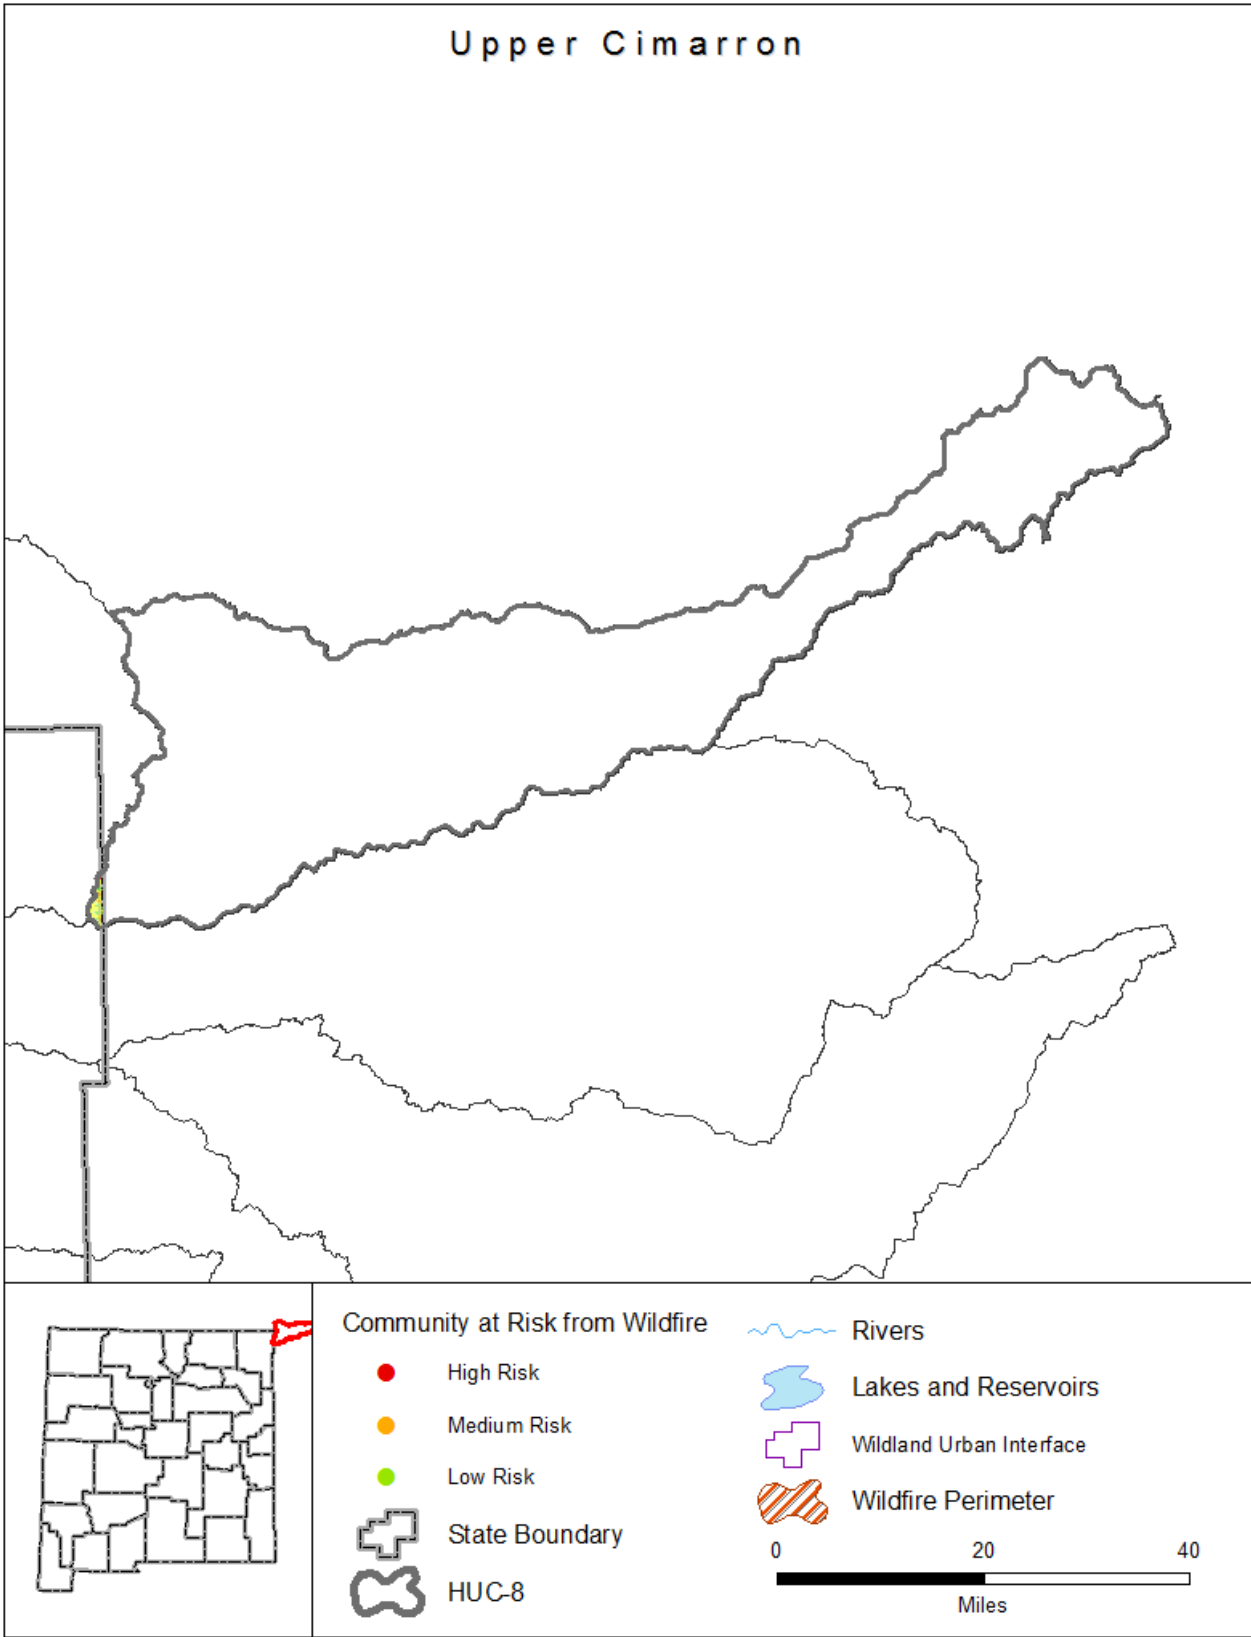 Upper Cimarron
Community at Risk from Wildfire
High Risk
Medium Risk
Low Risk
State Boundary
HUC-8
Rivers
Lakes and Reservoirs
Wildland Urban Interface
Wildfire Perimeter
0 20 40
Miles